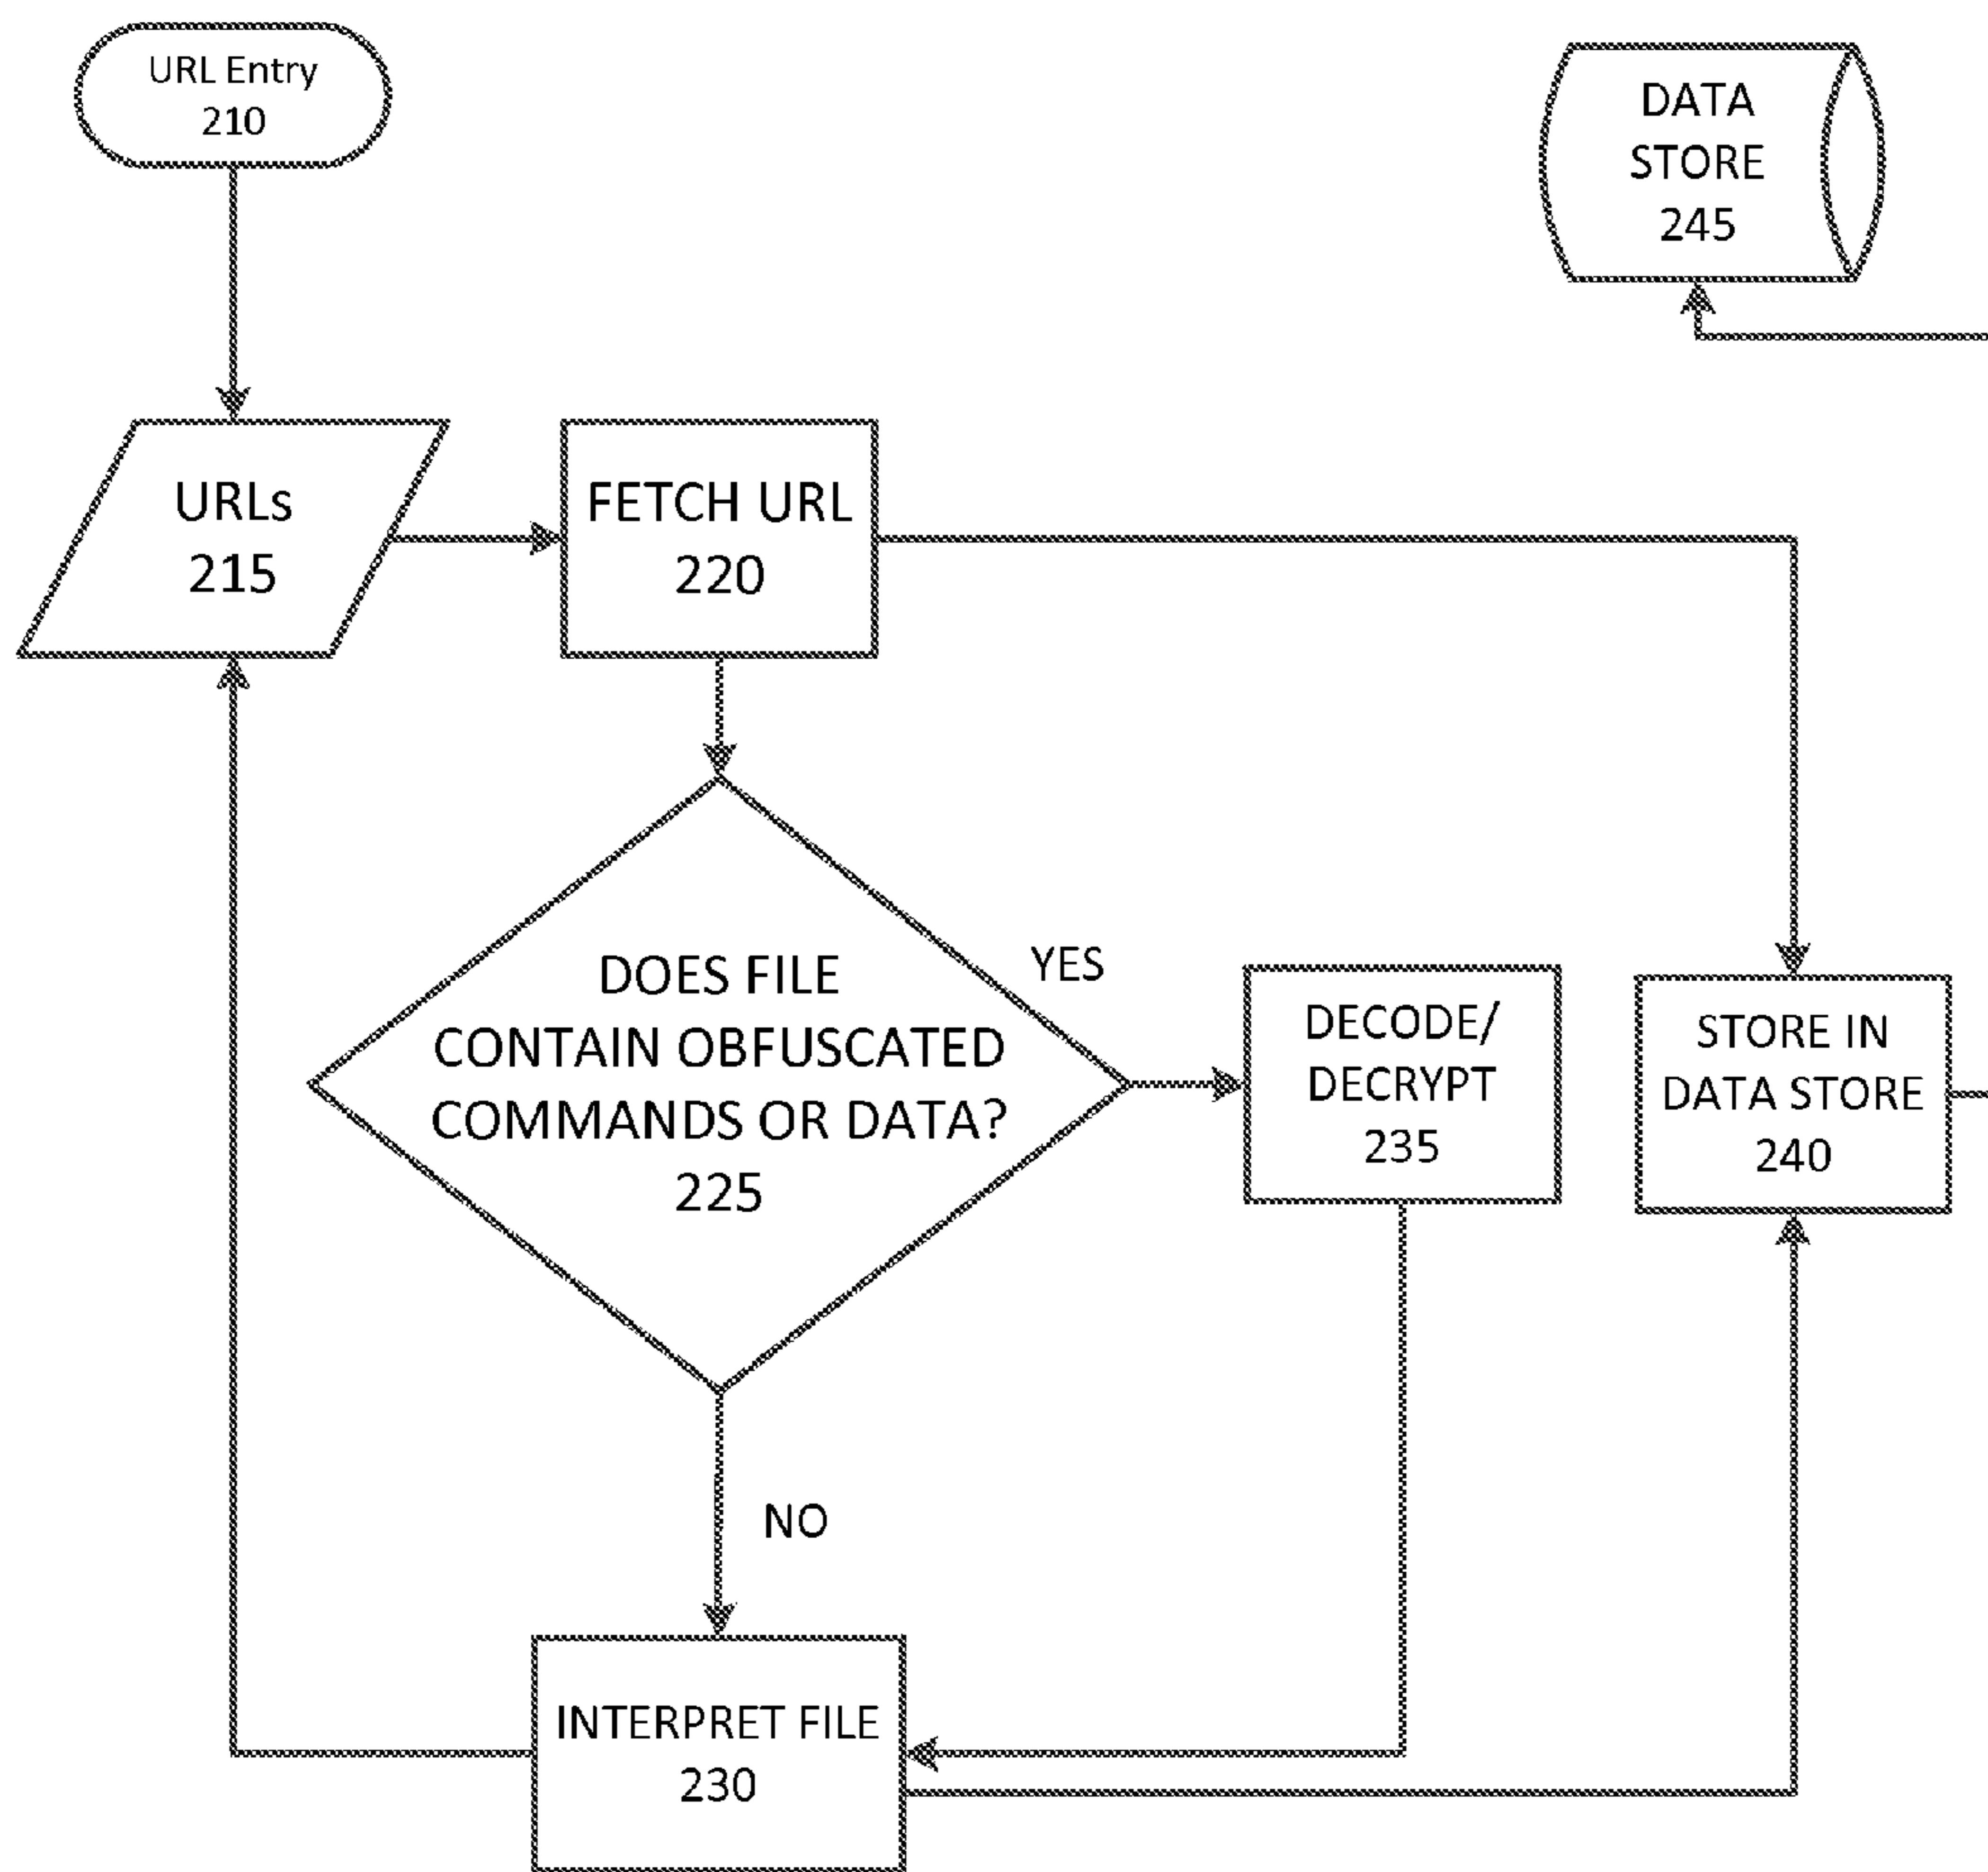 URL Entry
210
DATA
STORE
245
URLs
215
FETCH URL
220
DOES FILE
CONTAIN OBFUSCATED
COMMANDS OR DATA?
225
YES
DECODE/
DECRYPT
235
STORE IN
DATA STORE
240
NO
INTERPRET FILE
230